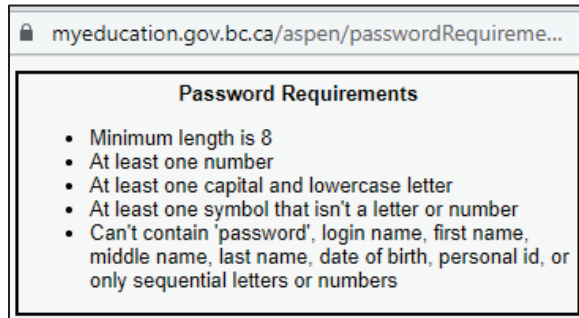 myeducation.gov.bc.ca/aspen/passwordRequireme...
Password Requirements
• Minimum length is 8
• At least one number
• At least one capital and lowercase letter
• At least one symbol that isn't a letter or number
• Can't contain 'password', login name, first name,
middle name, last name, date of birth, personal id, or
only sequential letters or numbers